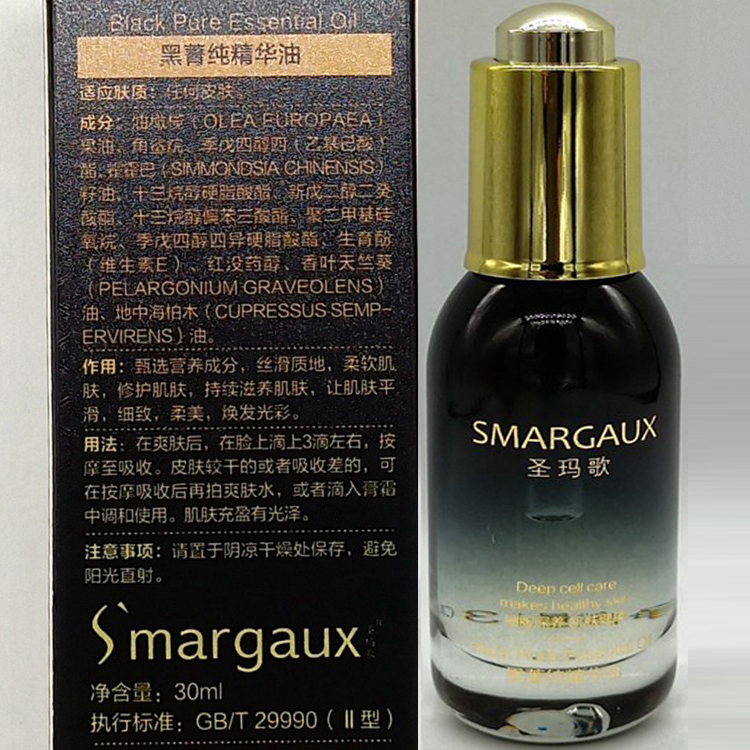 Black Pure Essential Oil
黑菁纯精华油
适应肤质：任何皮肤。
成分：油橄榄（OLEA EUROPAEA）
果油、角鲨烷、季戊四醇四（乙基己酸）
酯、霍霍巴（SIMMONDSIA CHINENSIS）
籽油、十三烷醇硬脂酸酯、新戊二醇二癸
酸酯、十三烷醇偏苯三酸酯、聚二甲基硅
氧烷、季戊四醇四异硬脂酸酯、生育酚
（维生素E）、红没药醇、香叶天竺葵
（PELARGONIUM GRAVEOLENS）
油、地中海柏木（CUPRESSUS SEMP-
ERVIRENS）油。
作用：甄选营养成分，丝滑质地，柔软肌
肤，修护肌肤，持续滋养肌肤，让肌肤平
滑，细致，柔美，焕发光彩。
用法：在爽肤后，在脸上滴上3滴左右，按
摩至吸收。皮肤较干的或者吸收差的，可
在按摩吸收后再拍爽肤水，或者滴入膏霜
中调和使用。肌肤充盈有光泽。
注意事项：请置于阴凉干燥处保存，避免
阳光直射。
S'margaux
净含量：30ml
执行标准：GB/T 29990（Ⅱ型）
SMARGAUX
圣玛歌
Deep cell care
makes healthy skin